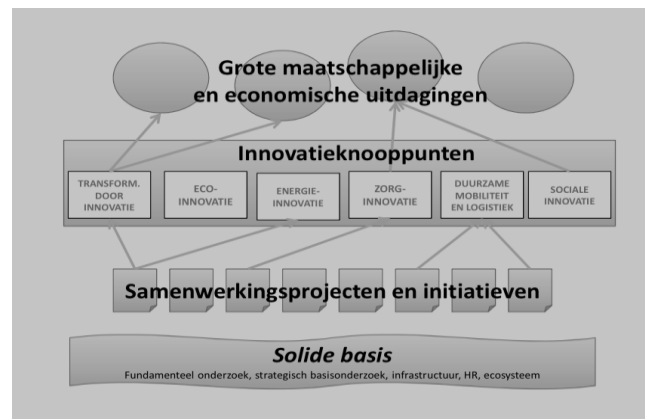 Grote maatschappelijke
en economische uitdagingen
Innovatieknooppunten
TRANSFORM.
DOOR
INNOVATIE
ECO-
INNOVATIE
ENERGIE-
INNOVATIE
ZORG-
INNOVATIE
DUURZAME
MOBILITEIT
EN LOGISTIEK
SOCIALE
INNOVATIE
Samenwerkingsprojecten en initiatieven
Solide basis
Fundamenteel onderzoek, strategisch basisonderzoek, infrastructuur, HR, ecosysteem